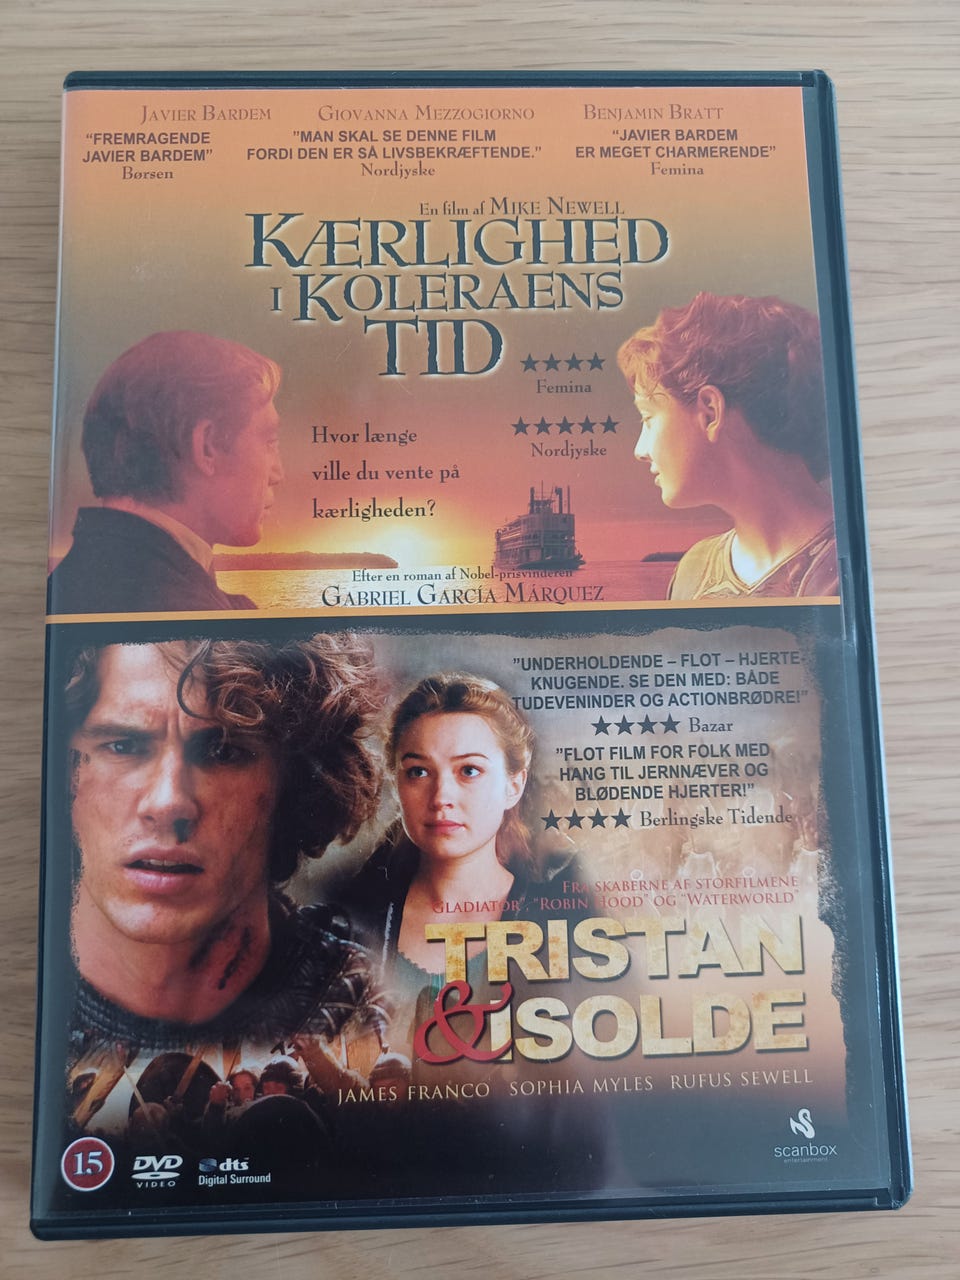 JAVIER BARDEM GIOVANNA MEZZOGIORNO BENJAMIN BRATT
"FREMRAGENDE
JAVIER BARDEM"
Børsen
"MAN SKAL SE DENNE FILM
FORDI DEN ER SÅ LIVSBEKRÆFTENDE."
Nordjyske
"JAVIER BARDEM
ER MEGET CHARMERENDE"
Femina
En film af MIKE NEWELL
KÆRLIGHED
I KOLERAENS
TID
★★★★
Femina
★★★★★
Nordjyske
Hvor længe
ville du vente på
kærligheden?
Efter en roman af Nobel-prisvinderen
GABRIEL GARCÍA MÁRQUEZ
"UNDERHOLDENDE – FLOT – HJERTE-
KNUGENDE. SE DEN MED: BÅDE
TUDEVENINDER OG ACTIONBRØDRE!"
★★★★ Bazar
"FLOT FILM FOR FOLK MED
HANG TIL JERNNÆVER OG
BLØDENDE HJERTER!"
★★★★ Berlingske Tidende
FRA SKABERNE AF STORFILMENE
"GLADIATOR", "ROBIN HOOD" OG "WATERWORLD"
TRISTAN
& ISOLDE
JAMES FRANCO SOPHIA MYLES RUFUS SEWELL
15
DVD
VIDEO
dts
Digital Surround
scanbox
entertainment